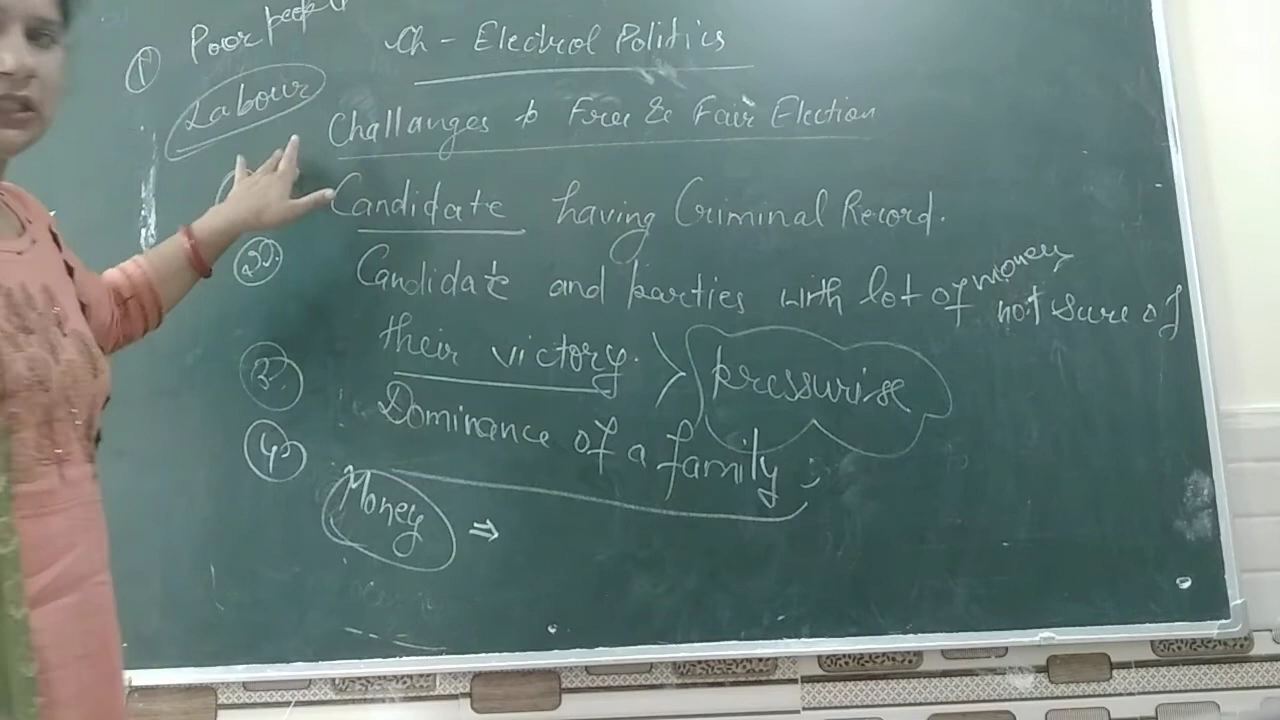 ① Poor people
Ch - Electrol Politics
Labour
Challanges to Free & Fair Election
Candidate having Criminal Record.
②. Candidate and parties with lot of money not sure of
their victory. > pressurise
③. Dominance of a family ;
④ Money ⇒